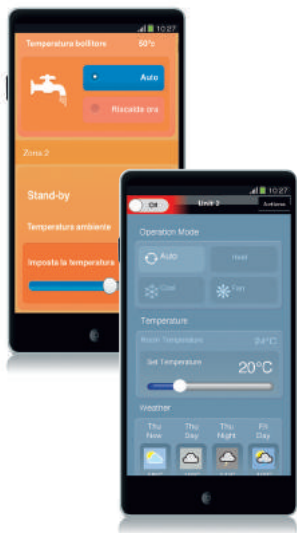 10:27
Temperatura bollitore 50°c
Auto
Riscalda ora
Zona 2
Stand-by
Temperatura ambiente
Imposta la temperatura
10:27
Off Unit 2 Actions
Operation Mode
Auto Heat
Cool Fan
Temperature
Room Temperature 24°C
Set Temperature 20°C
Weather
Thu Thu Thu Fri
Now Day Night Day